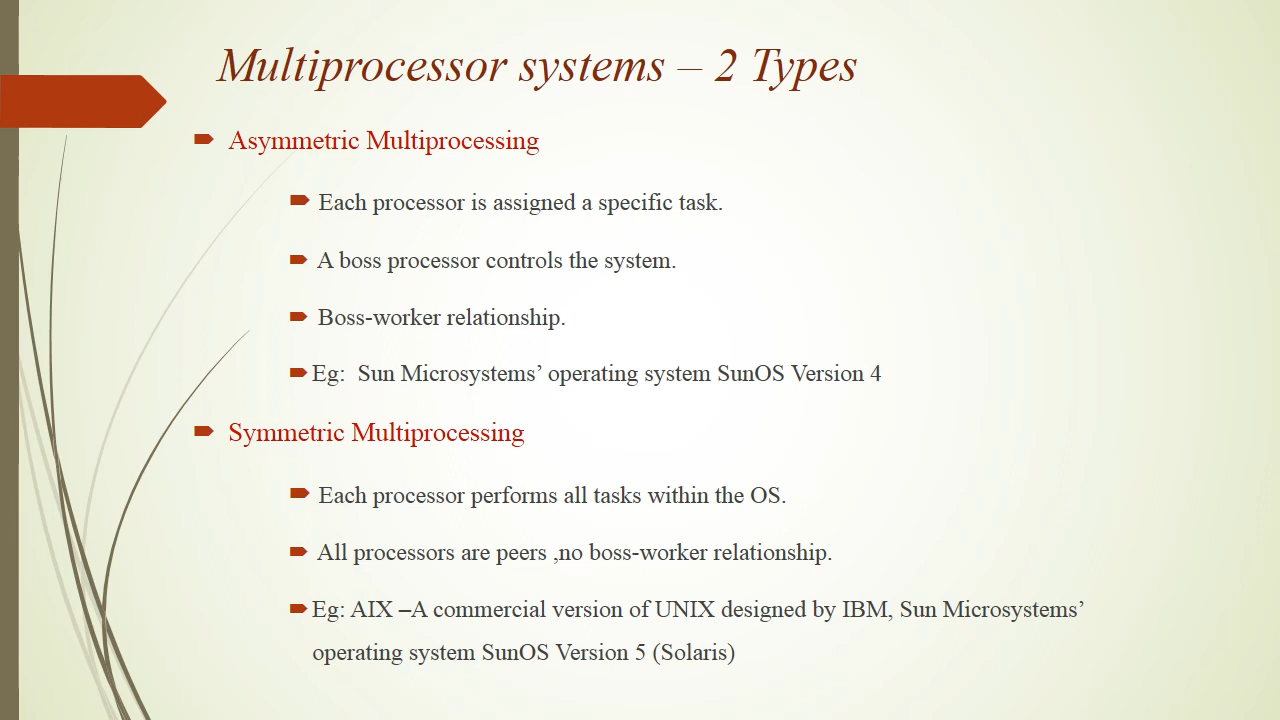 Multiprocessor systems – 2 Types
Asymmetric Multiprocessing
Each processor is assigned a specific task.
A boss processor controls the system.
Boss-worker relationship.
Eg:  Sun Microsystems’ operating system SunOS Version 4
Symmetric Multiprocessing
Each processor performs all tasks within the OS.
All processors are peers ,no boss-worker relationship.
Eg: AIX –A commercial version of UNIX designed by IBM, Sun Microsystems’
operating system SunOS Version 5 (Solaris)